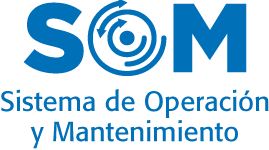 SOM
Sistema de Operación
y Mantenimiento